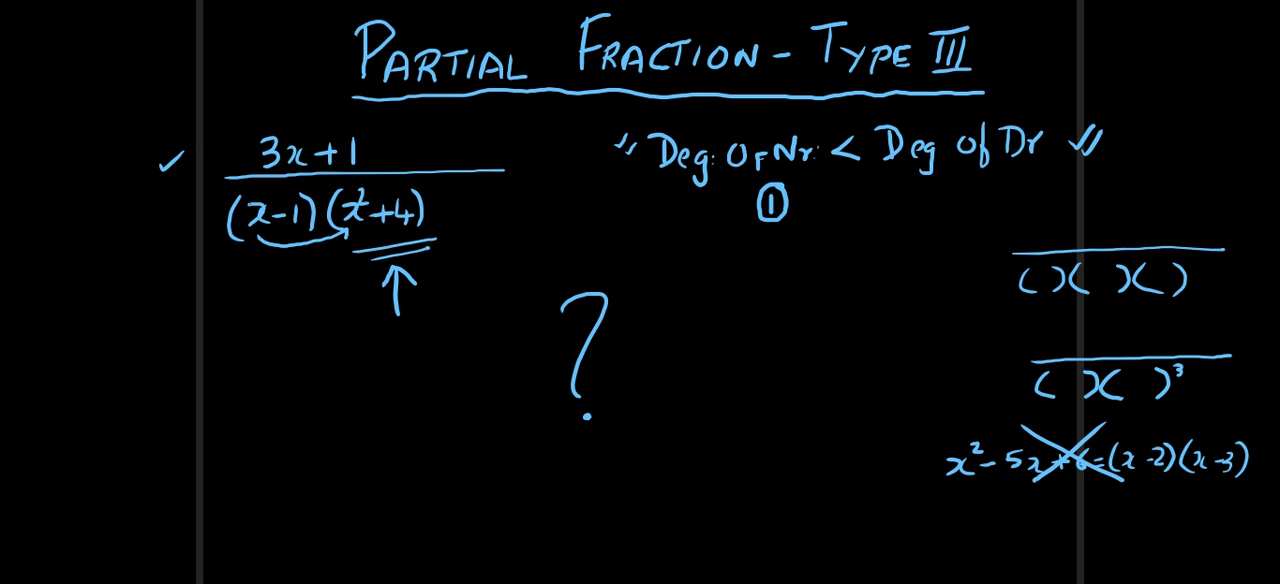 PARTIAL FRACTION - TYPE III
✓ 3x+1
(x-1)(x²+4)
" Deg. OF Nr. < Deg of Dr "
①
( )( )( )
?
( )( )³
x² - 5x + 6 = (x-2)(x-3)